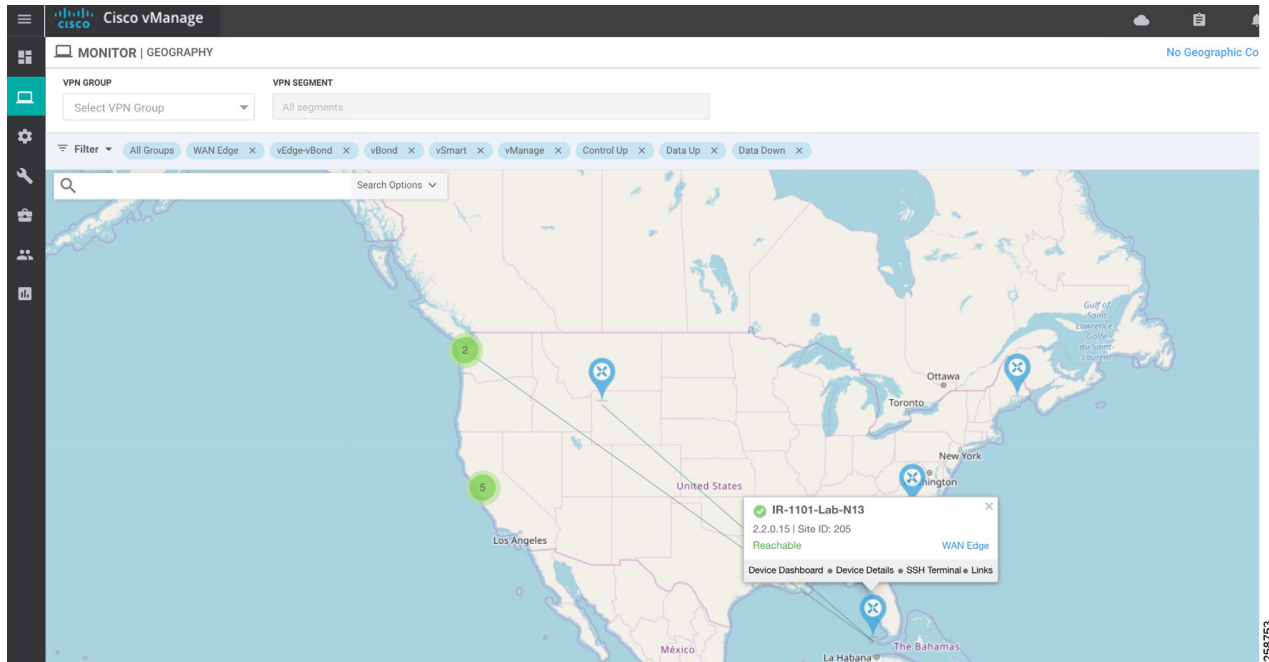 cisco Cisco vManage
MONITOR | GEOGRAPHY
No Geographic Co
VPN GROUP
VPN SEGMENT
Select VPN Group
All segments
Filter All Groups WAN Edge × vEdge-vBond × vBond × vSmart × vManage × Control Up × Data Up × Data Down ×
Search Options
Gulf of
Saint
Lawrence /
Golfe
du Saint-
Laurent
2
Ottawa
Toronto
New York
hington
5
United States
Los Angeles
IR-1101-Lab-N13
2.2.0.15 | Site ID: 205
Reachable
WAN Edge
Device Dashboard ● Device Details ● SSH Terminal ● Links
México
La Habana
The Bahamas
258753